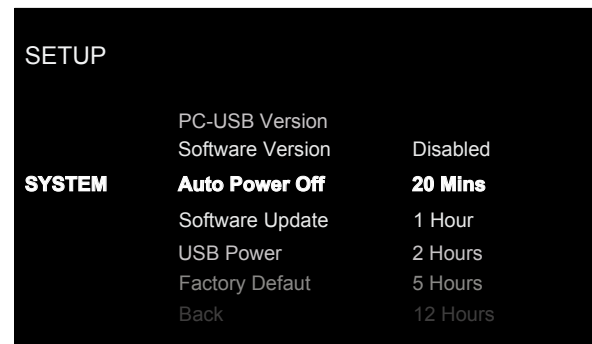 SETUP
PC-USB Version
Software Version Disabled
SYSTEM Auto Power Off 20 Mins
Software Update 1 Hour
USB Power 2 Hours
Factory Defaut 5 Hours
Back 12 Hours